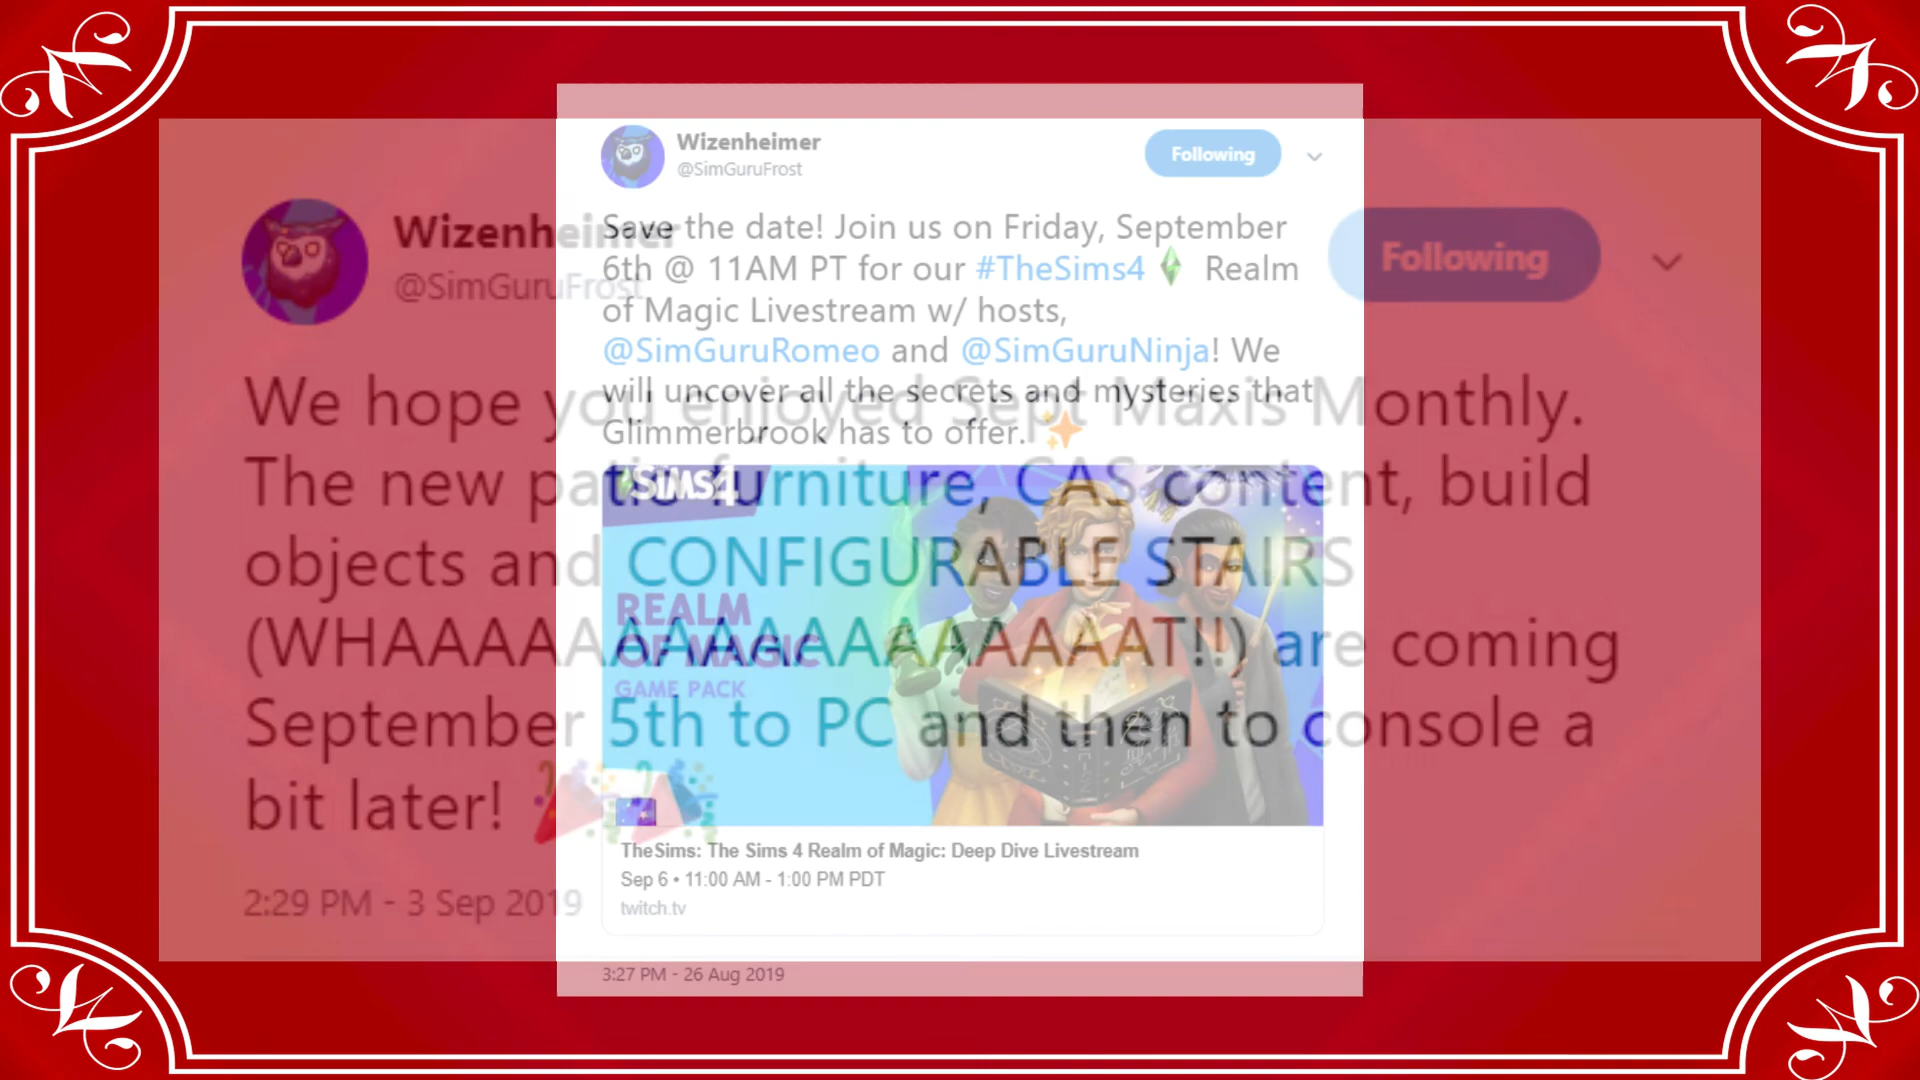 Wizenheimer
@SimGuruFrost
Following
Save the date! Join us on Friday, September
6th @ 11AM PT for our #TheSims4 Realm
of Magic Livestream w/ hosts,
@SimGuruRomeo and @SimGuruNinja! We
will uncover all the secrets and mysteries that
Glimmerbrook has to offer.
THE SIMS 4
REALM
OF MAGIC
GAME PACK
TheSims: The Sims 4 Realm of Magic: Deep Dive Livestream
Sep 6 • 11:00 AM - 1:00 PM PDT
twitch.tv
3:27 PM - 26 Aug 2019
Wizenheimer
@SimGuruFrost
Following
We hope you enjoyed Sept Maxis Monthly.
The new patio furniture, CAS content, build
objects and CONFIGURABLE STAIRS
(WHAAAAAAAAAAAAAAAAAAT!!) are coming
September 5th to PC and then to console a
bit later!
2:29 PM - 3 Sep 2019